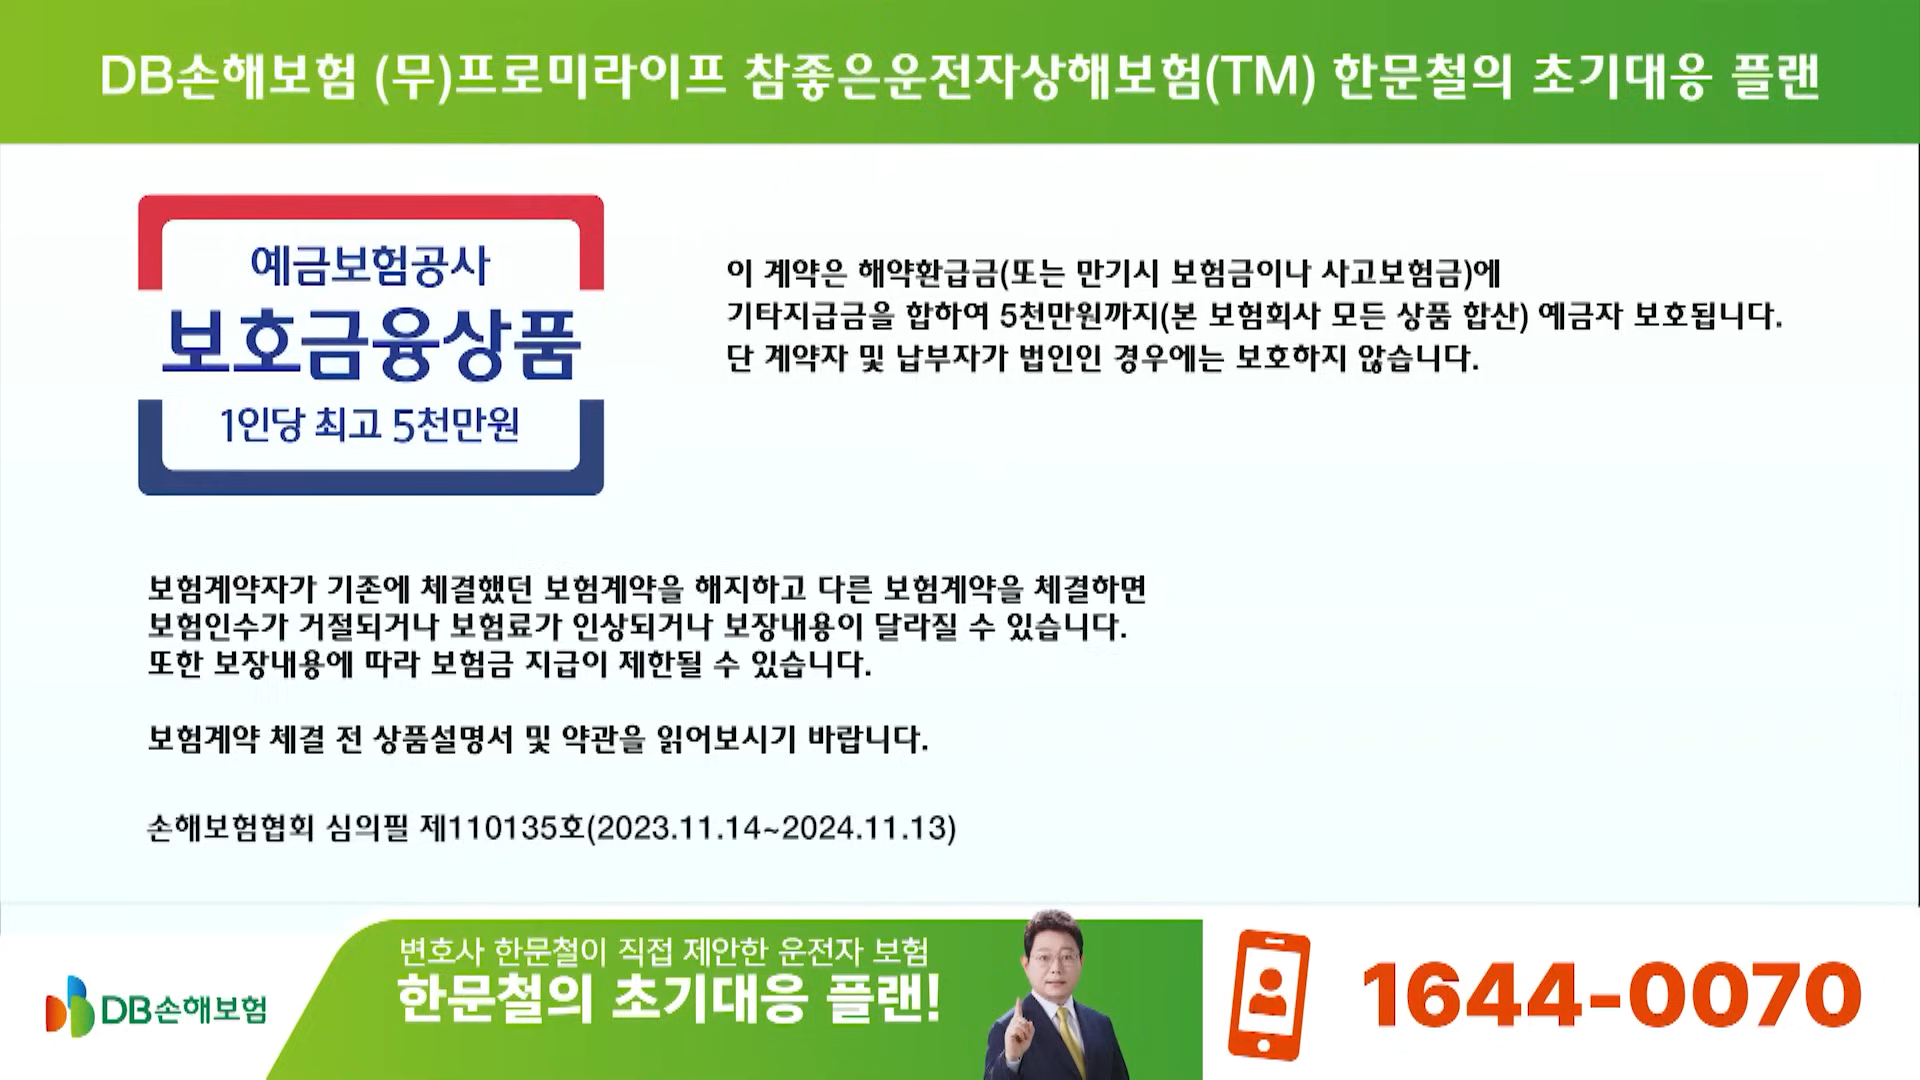 DB손해보험 (무)프로미라이프 참좋은운전자상해보험(TM) 한문철의 초기대응 플랜
예금보험공사
보호금융상품
1인당 최고 5천만원
이 계약은 해약환급금(또는 만기시 보험금이나 사고보험금)에
기타지급금을 합하여 5천만원까지(본 보험회사 모든 상품 합산) 예금자 보호됩니다.
단 계약자 및 납부자가 법인인 경우에는 보호하지 않습니다.
보험계약자가 기존에 체결했던 보험계약을 해지하고 다른 보험계약을 체결하면
보험인수가 거절되거나 보험료가 인상되거나 보장내용이 달라질 수 있습니다.
또한 보장내용에 따라 보험금 지급이 제한될 수 있습니다.
보험계약 체결 전 상품설명서 및 약관을 읽어보시기 바랍니다.
손해보험협회 심의필 제110135호(2023.11.14~2024.11.13)
DB손해보험
변호사 한문철이 직접 제안한 운전자 보험
한문철의 초기대응 플랜!
1644-0070